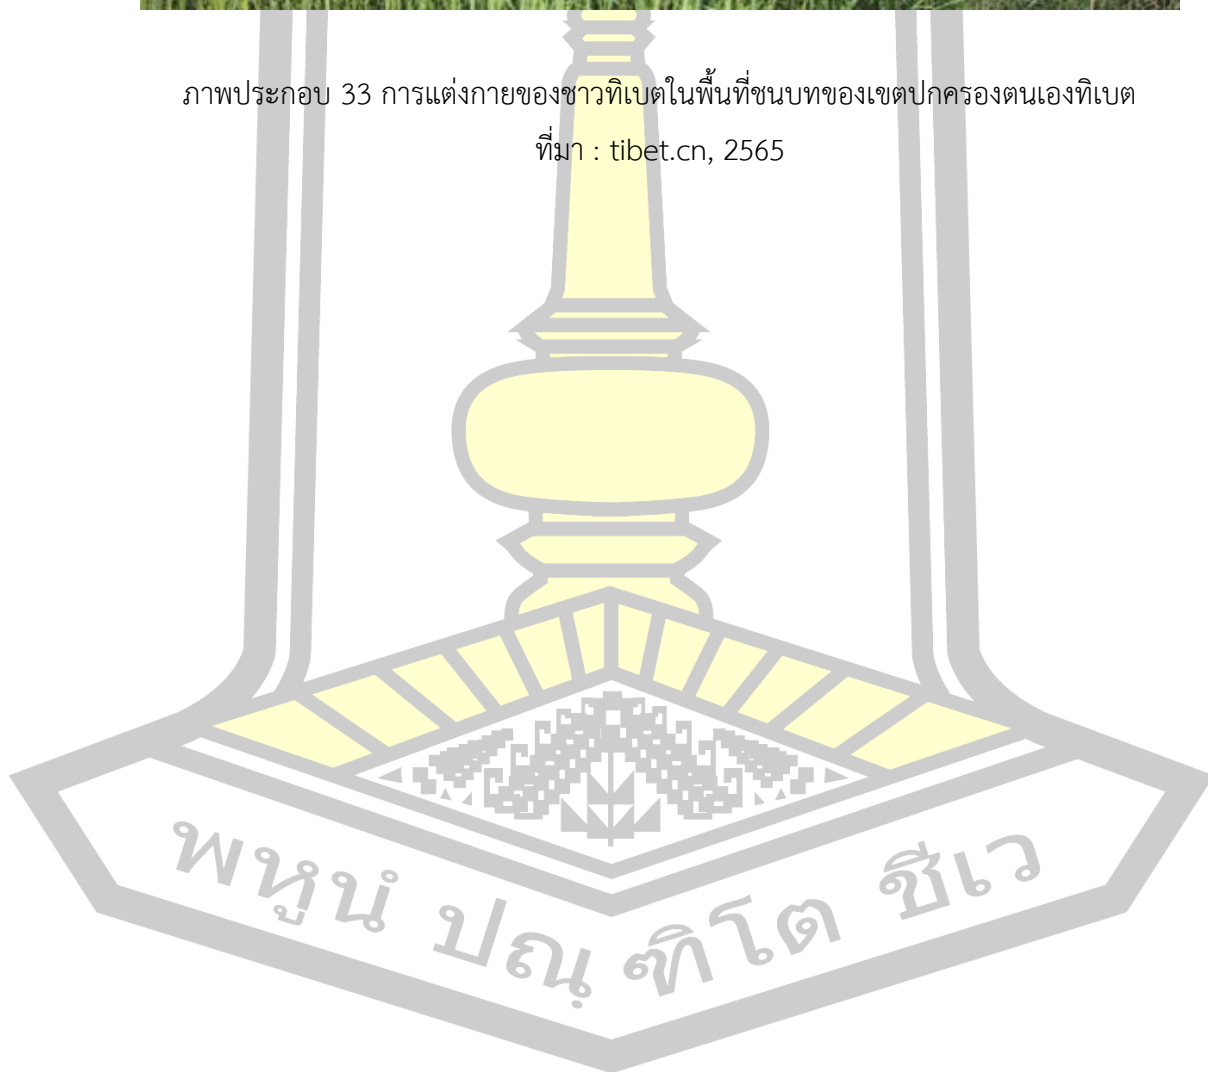 ภาพประกอบ 33 การแต่งกายของชาวทิเบตในพื้นที่ชนบทของเขตปกครองตนเองทิเบต
ที่มา : tibet.cn, 2565
พหูนํ ปณฺฑิโต ชีเว